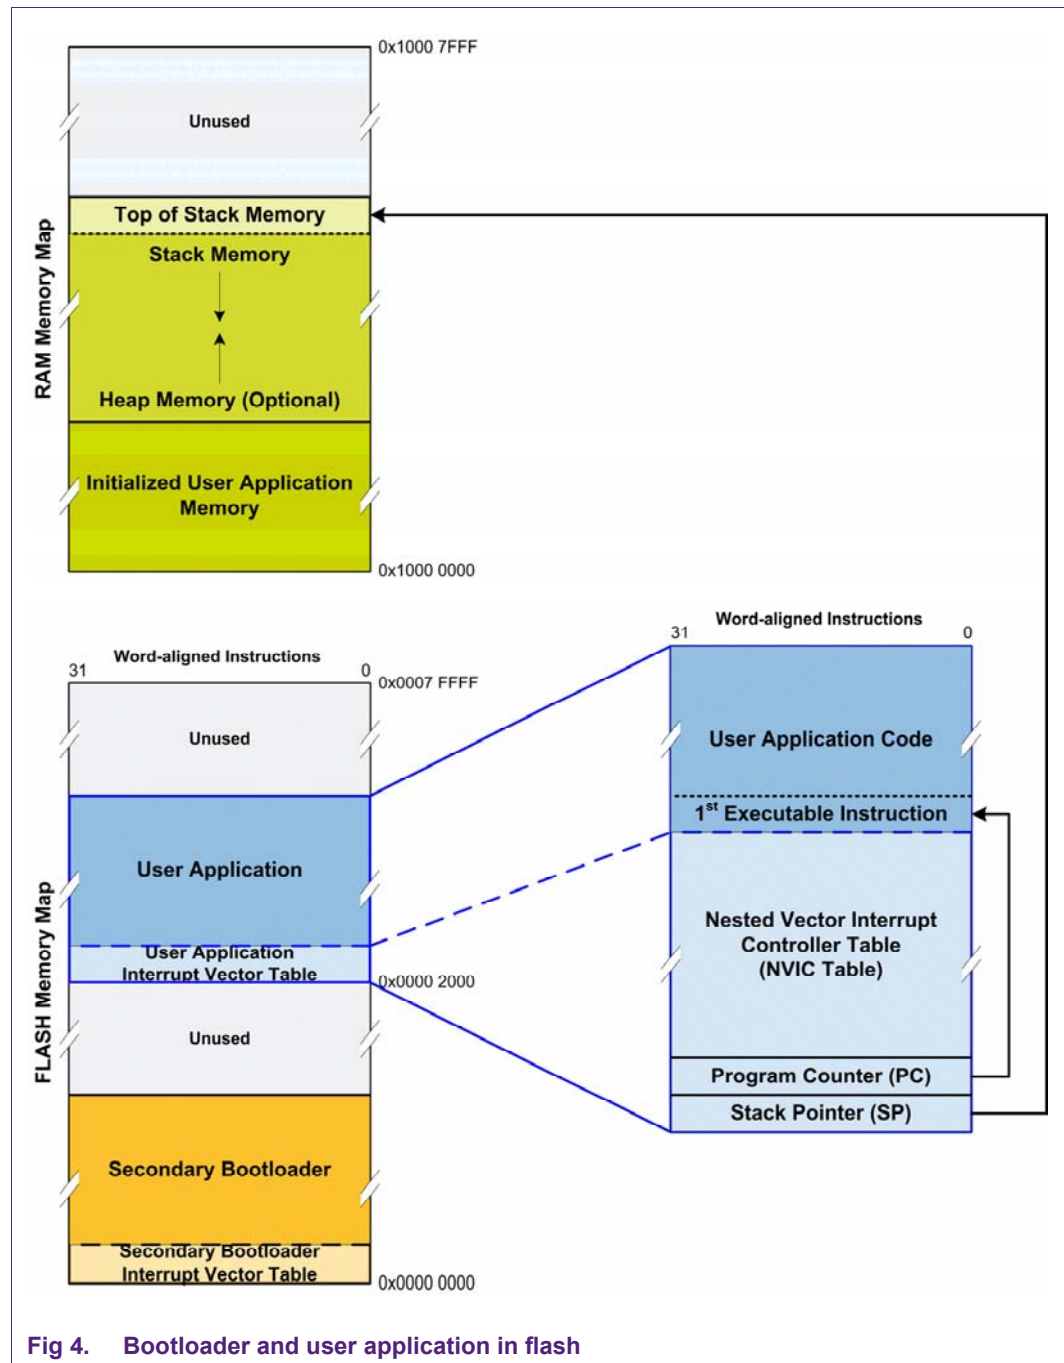 0x1000 7FFF
Unused
Top of Stack Memory
Stack Memory
RAM Memory Map
Heap Memory (Optional)
Initialized User Application
Memory
0x1000 0000
Word-aligned Instructions
31
0
Word-aligned Instructions
31
0
0x0007 FFFF
Unused
User Application Code
1st Executable Instruction
User Application
FLASH Memory Map
Nested Vector Interrupt
Controller Table
(NVIC Table)
User Application
Interrupt Vector Table
0x0000 2000
Unused
Program Counter (PC)
Stack Pointer (SP)
Secondary Bootloader
Secondary Bootloader
Interrupt Vector Table
0x0000 0000
Fig 4. Bootloader and user application in flash